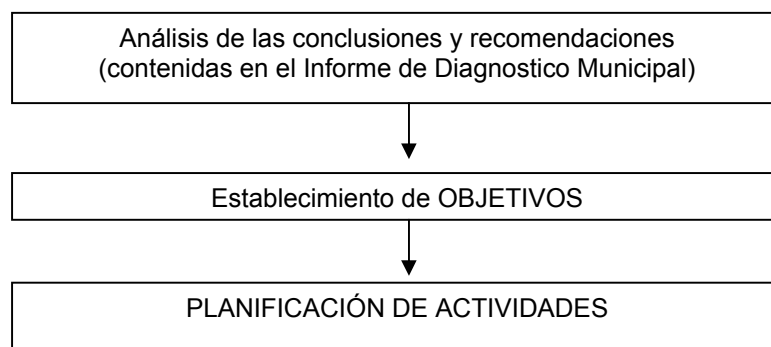 Análisis de las conclusiones y recomendaciones
(contenidas en el Informe de Diagnostico Municipal)
Establecimiento de OBJETIVOS
PLANIFICACIÓN DE ACTIVIDADES